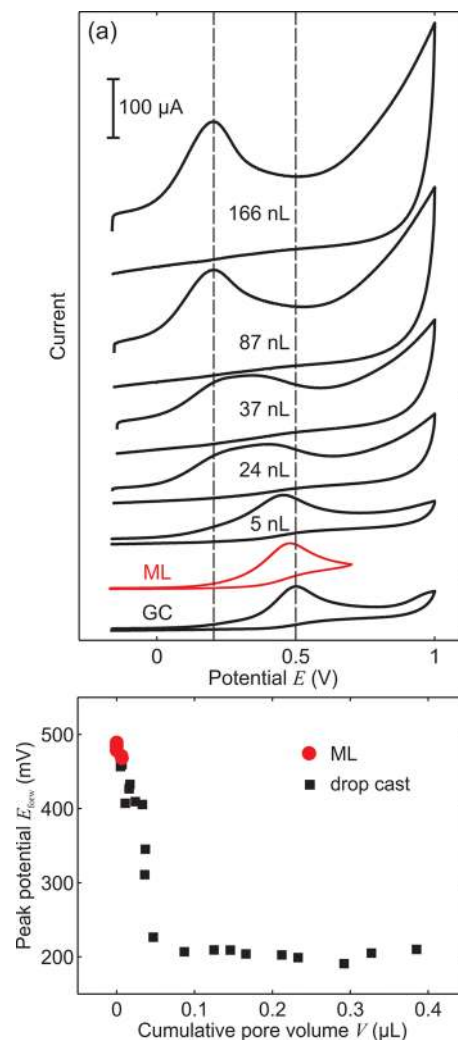 (a)
100 µA
166 nL
87 nL
37 nL
24 nL
5 nL
ML
GC
Current
0
0.5
1
Potential E (V)
500
400
300
200
Peak potential E_forw (mV)
ML
drop cast
0
0.1
0.2
0.3
0.4
Cumulative pore volume V (µL)